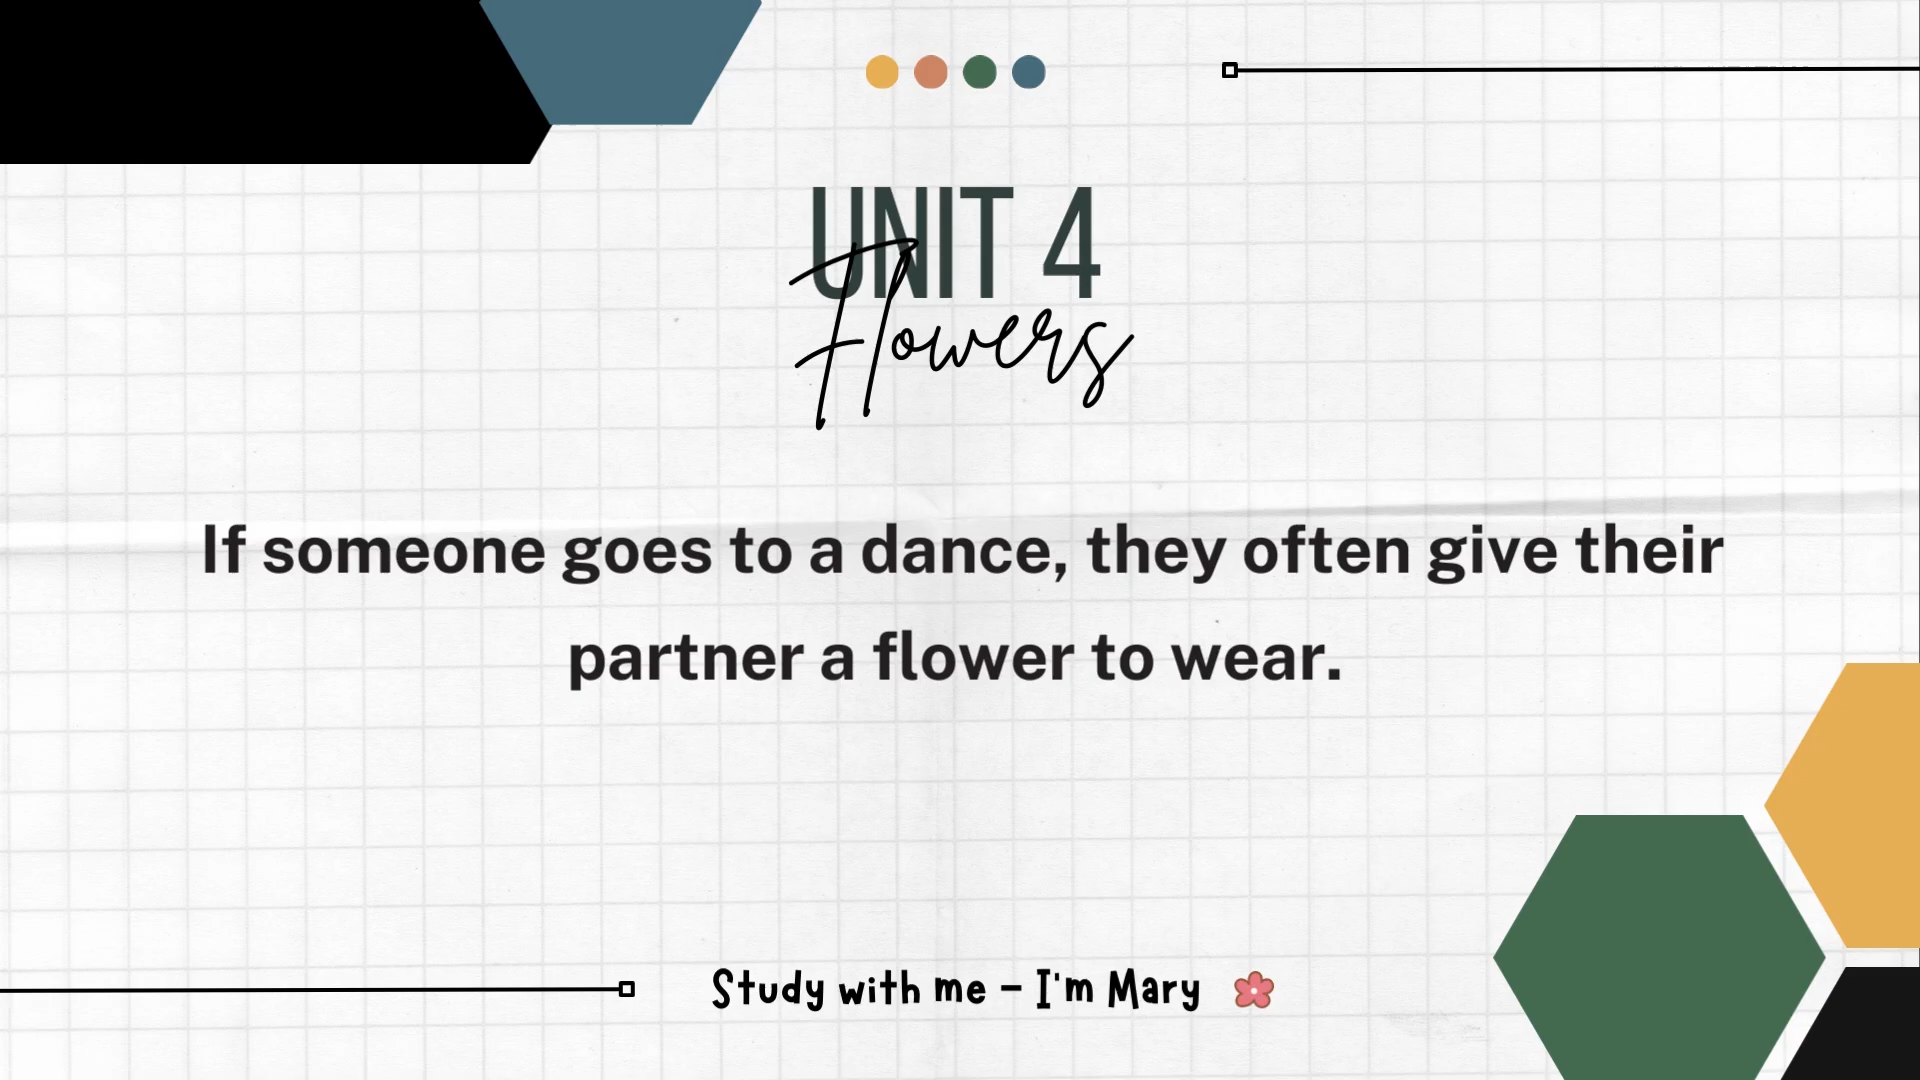 UNIT 4
Flowers
If someone goes to a dance, they often give their
partner a flower to wear.
Study with me - I'm Mary